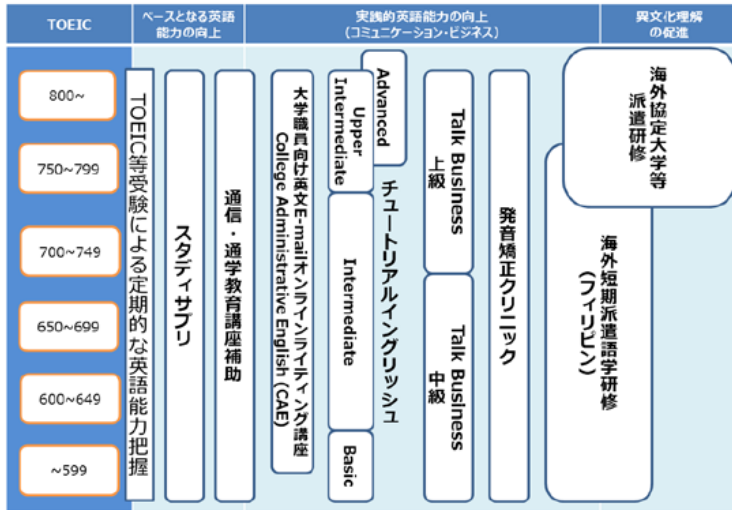 TOEIC
ベースとなる英語
能力の向上
実践的英語能力の向上
(コミュニケーション・ビジネス)
異文化理解
の促進
800~
750~799
700~749
650~699
600~649
~599
TOEIC等受験による定期的な英語能力把握
スタディサプリ
通信・通学教育講座補助
大学職員向け英文E-mailオンラインライティング講座
College Administrative English (CAE)
Advanced
Upper
Intermediate
Intermediate
Basic
チュートリアルイングリッシュ
Talk Business
上級
Talk Business
中級
発音矯正クリニック
海外協定大学等
派遣研修
海外短期派遣語学研修
(フィリピン)